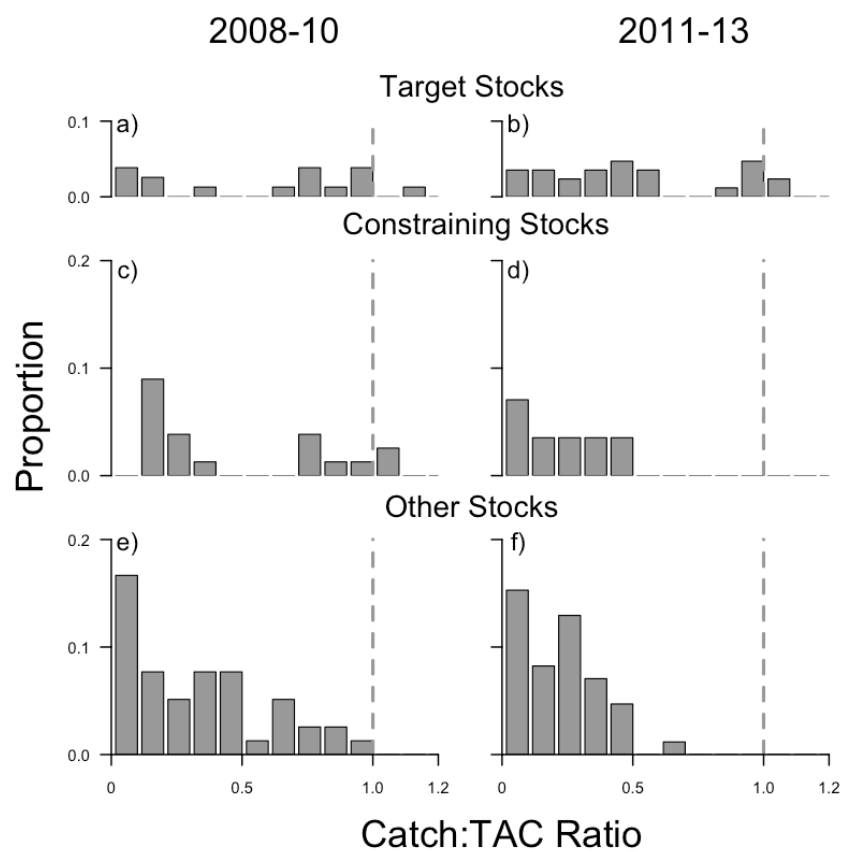 2008-10 2011-13
Target Stocks
a) b)
0.1
0.0
Constraining Stocks
c) d)
0.2
0.1
0.0
Other Stocks
e) f)
0.2
0.1
0.0
Proportion
0 0.5 1.0 1.2 0 0.5 1.0 1.2
Catch:TAC Ratio